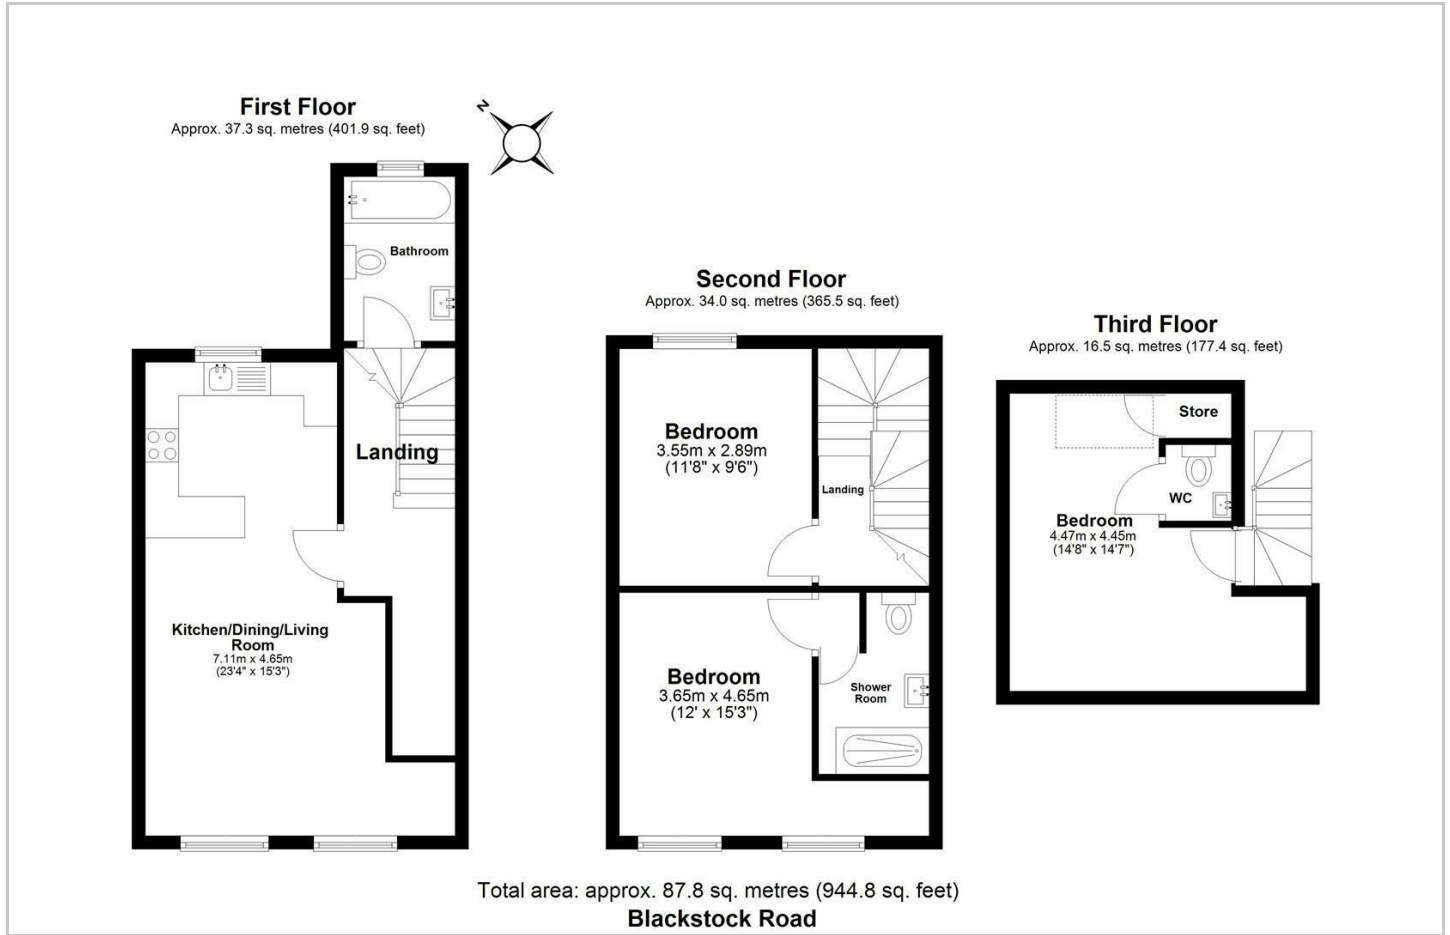 First Floor
Approx. 37.3 sq. metres (401.9 sq. feet)
N
Bathroom
Landing
Kitchen/Dining/Living
Room
7.11m x 4.65m
(23'4" x 15'3")
Second Floor
Approx. 34.0 sq. metres (365.5 sq. feet)
Bedroom
3.55m x 2.89m
(11'8" x 9'6")
Landing
Bedroom
3.65m x 4.65m
(12' x 15'3")
Shower
Room
Third Floor
Approx. 16.5 sq. metres (177.4 sq. feet)
Store
WC
Bedroom
4.47m x 4.45m
(14'8" x 14'7")
Total area: approx. 87.8 sq. metres (944.8 sq. feet)
Blackstock Road